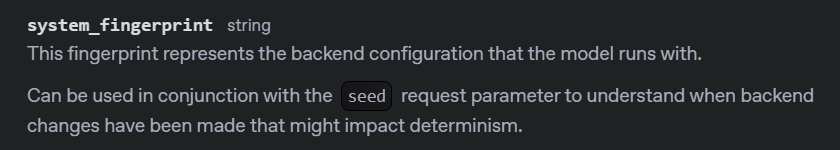 system_fingerprint string
This fingerprint represents the backend configuration that the model runs with.
Can be used in conjunction with the seed request parameter to understand when backend
changes have been made that might impact determinism.